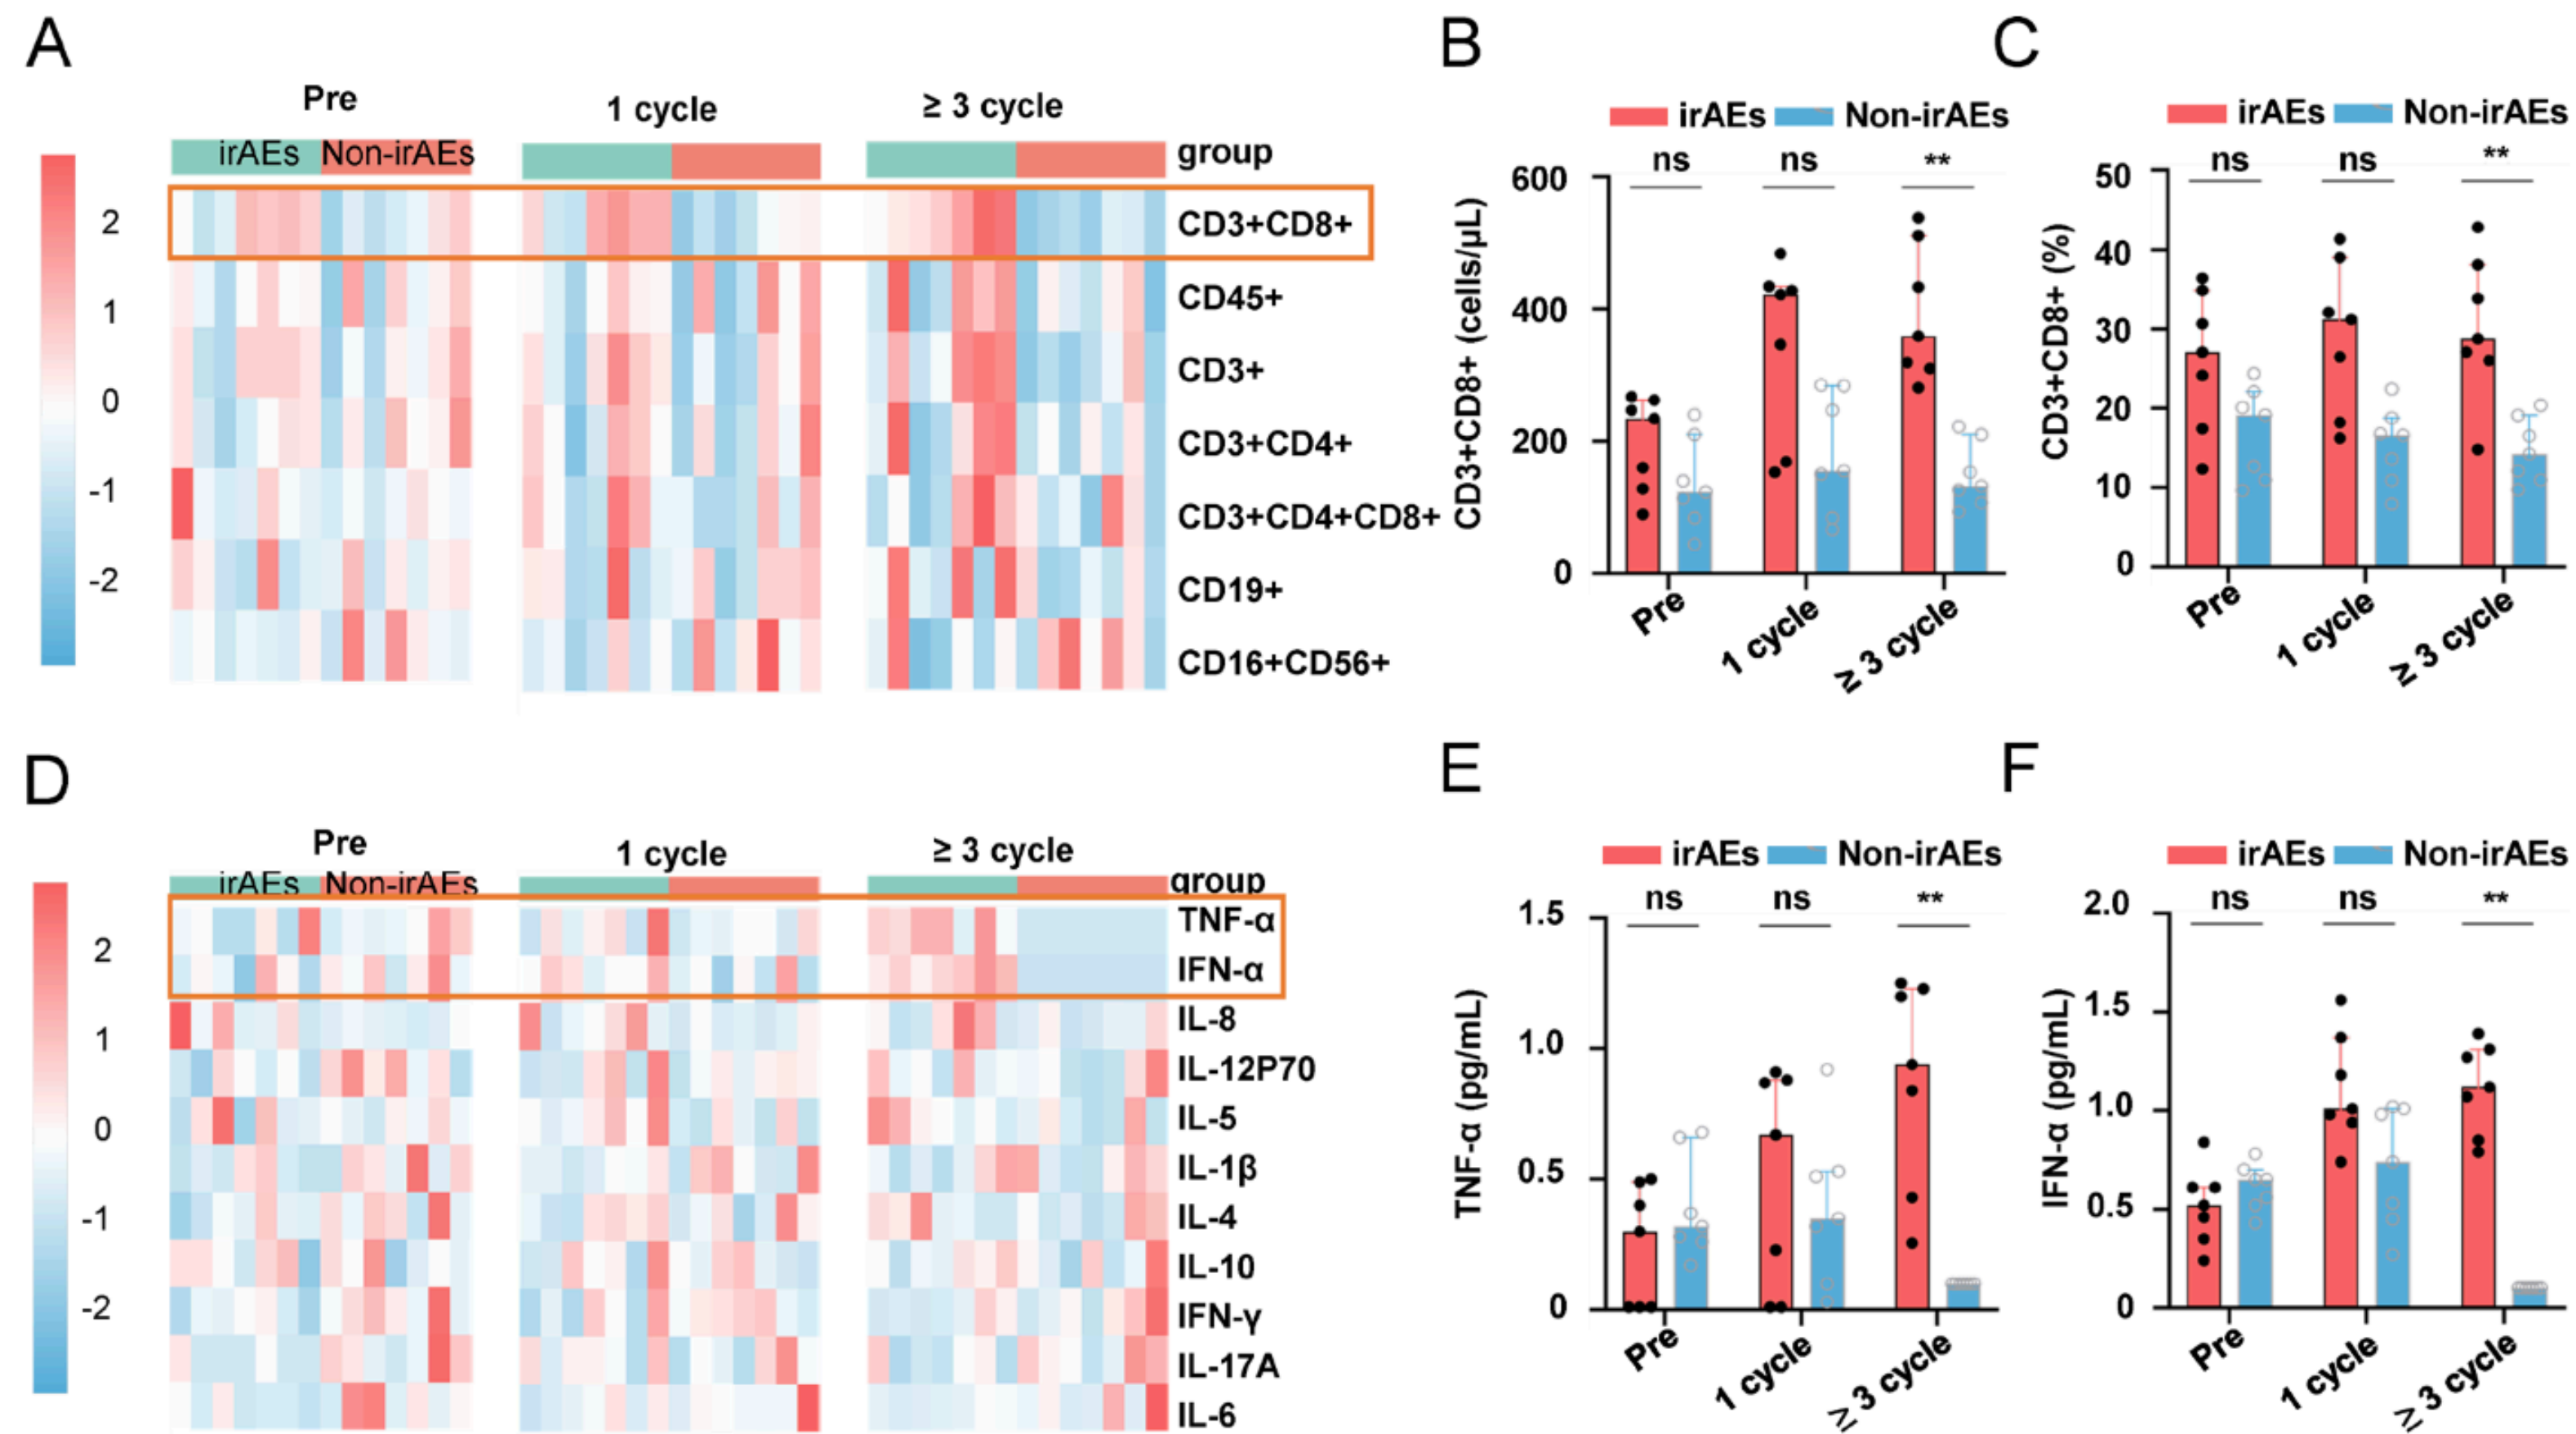 A
Pre
1 cycle
≥ 3 cycle
irAEs
Non-irAEs
group
2
1
0
-1
-2
CD3+CD8+
CD45+
CD3+
CD3+CD4+
CD3+CD4+CD8+
CD19+
CD16+CD56+
B
irAEs
Non-irAEs
ns
ns
**
CD3+CD8+ (cells/μL)
600
400
200
0
Pre
1 cycle
≥ 3 cycle
C
irAEs
Non-irAEs
ns
ns
**
CD3+CD8+ (%)
50
40
30
20
10
0
Pre
1 cycle
≥ 3 cycle
D
Pre
1 cycle
≥ 3 cycle
irAEs
Non-irAEs
group
2
1
0
-1
-2
TNF-α
IFN-α
IL-8
IL-12P70
IL-5
IL-1β
IL-4
IL-10
IFN-γ
IL-17A
IL-6
E
irAEs
Non-irAEs
ns
ns
**
TNF-α (pg/mL)
1.5
1.0
0.5
0
Pre
1 cycle
≥ 3 cycle
F
irAEs
Non-irAEs
ns
ns
**
IFN-α (pg/mL)
2.0
1.5
1.0
0.5
0
Pre
1 cycle
≥ 3 cycle